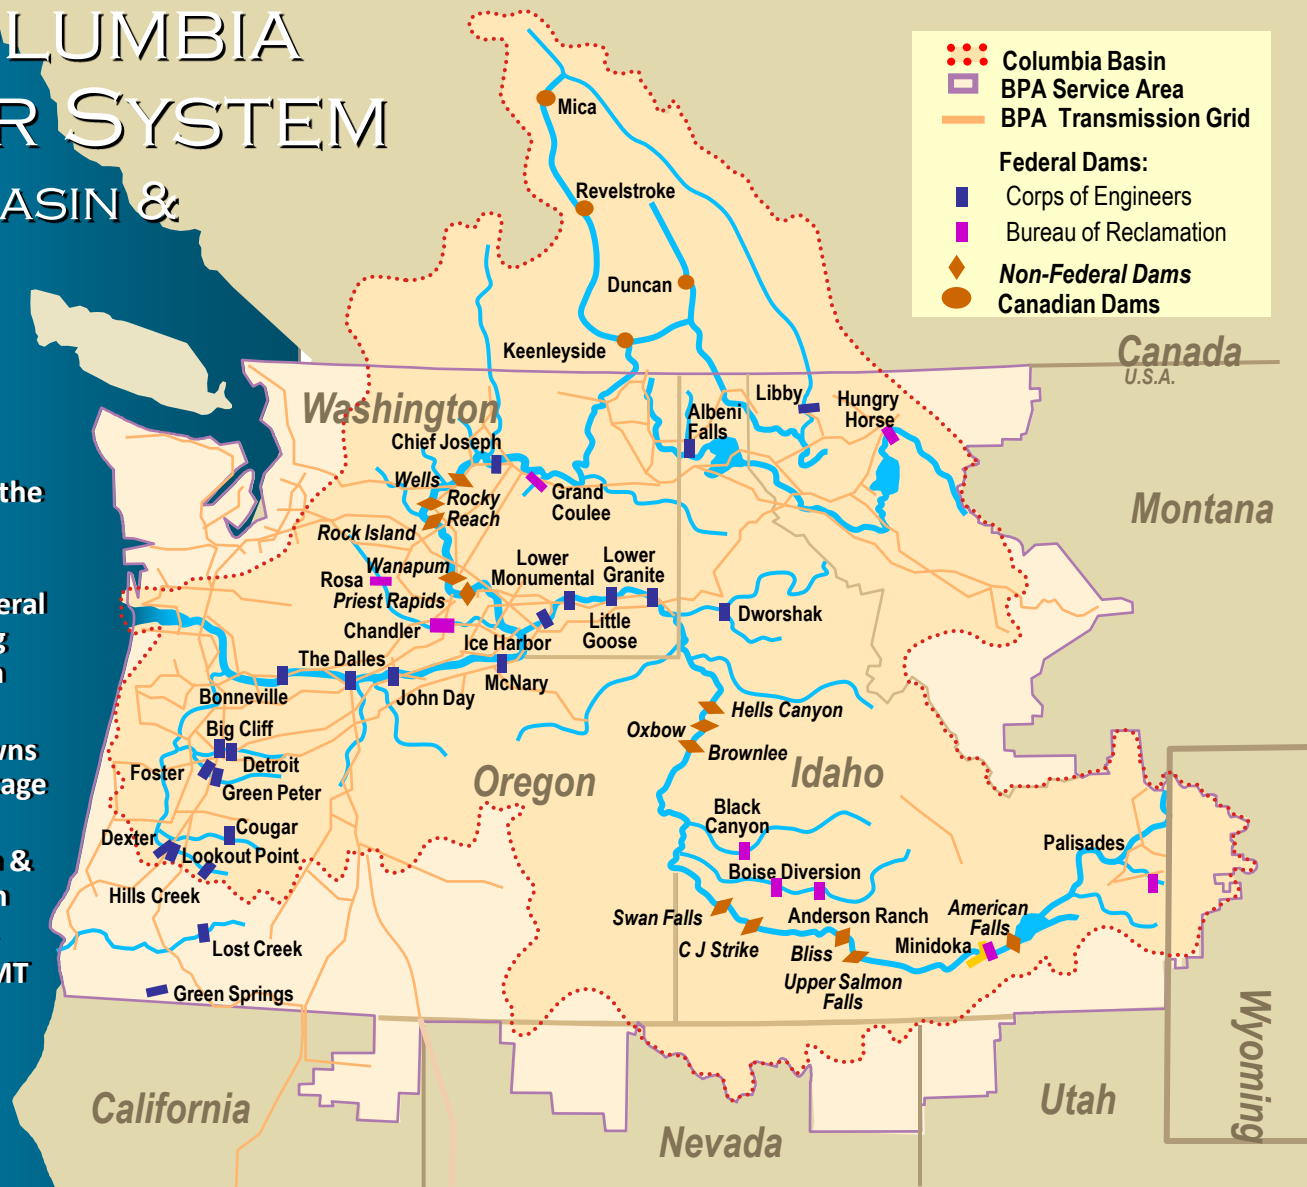 LUMBIA
R SYSTEM
ASIN &
Columbia Basin
BPA Service Area
BPA Transmission Grid
Federal Dams:
Corps of Engineers
Bureau of Reclamation
Non-Federal Dams
Canadian Dams
Mica
Revelstroke
Duncan
Keenleyside
Canada
U.S.A.
Washington
Libby
Hungry
Horse
Albeni
Falls
Chief Joseph
Wells
Rocky
Reach
Grand
Coulee
Montana
the
Rock Island
Lower
Monumental
Lower
Granite
Wanapum
Rosa
Priest Rapids
eral
g
Chandler
Little
Goose
Dworshak
Ice Harbor
The Dalles
McNary
Bonneville
John Day
n
Hells Canyon
Oxbow
Brownlee
Big Cliff
Detroit
Foster
Green Peter
wns
age
Oregon
Idaho
Black
Canyon
Cougar
Dexter
Lookout Point
Palisades
n &
n
Boise Diversion
Hills Creek
Swan Falls
Anderson Ranch
American
Falls
Lost Creek
C J Strike
Bliss
Minidoka
MT
Upper Salmon
Falls
Green Springs
Wyoming
California
Nevada
Utah